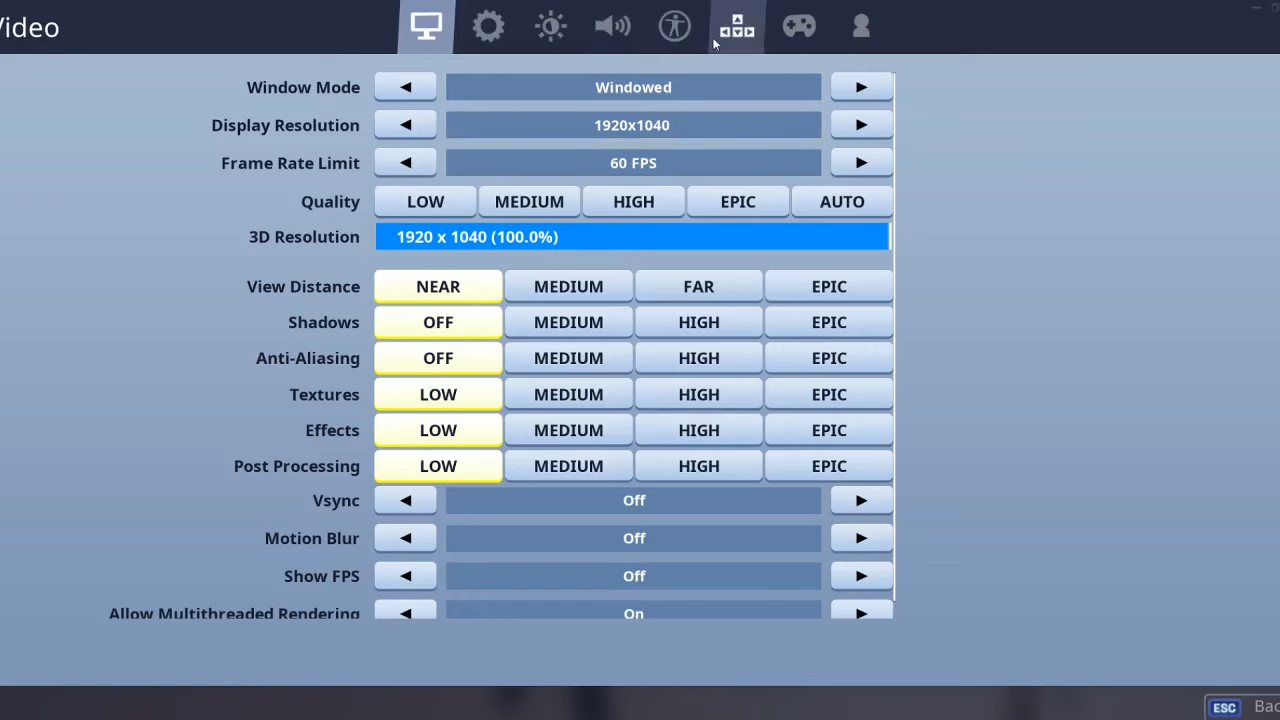 Video
Window Mode ◄ Windowed ►
Display Resolution ◄ 1920x1040 ►
Frame Rate Limit ◄ 60 FPS ►
Quality LOW MEDIUM HIGH EPIC AUTO
3D Resolution 1920 x 1040 (100.0%)
View Distance NEAR MEDIUM FAR EPIC
Shadows OFF MEDIUM HIGH EPIC
Anti-Aliasing OFF MEDIUM HIGH EPIC
Textures LOW MEDIUM HIGH EPIC
Effects LOW MEDIUM HIGH EPIC
Post Processing LOW MEDIUM HIGH EPIC
Vsync ◄ Off ►
Motion Blur ◄ Off ►
Show FPS ◄ Off ►
Allow Multithreaded Rendering ◄ On ►
ESC Bac